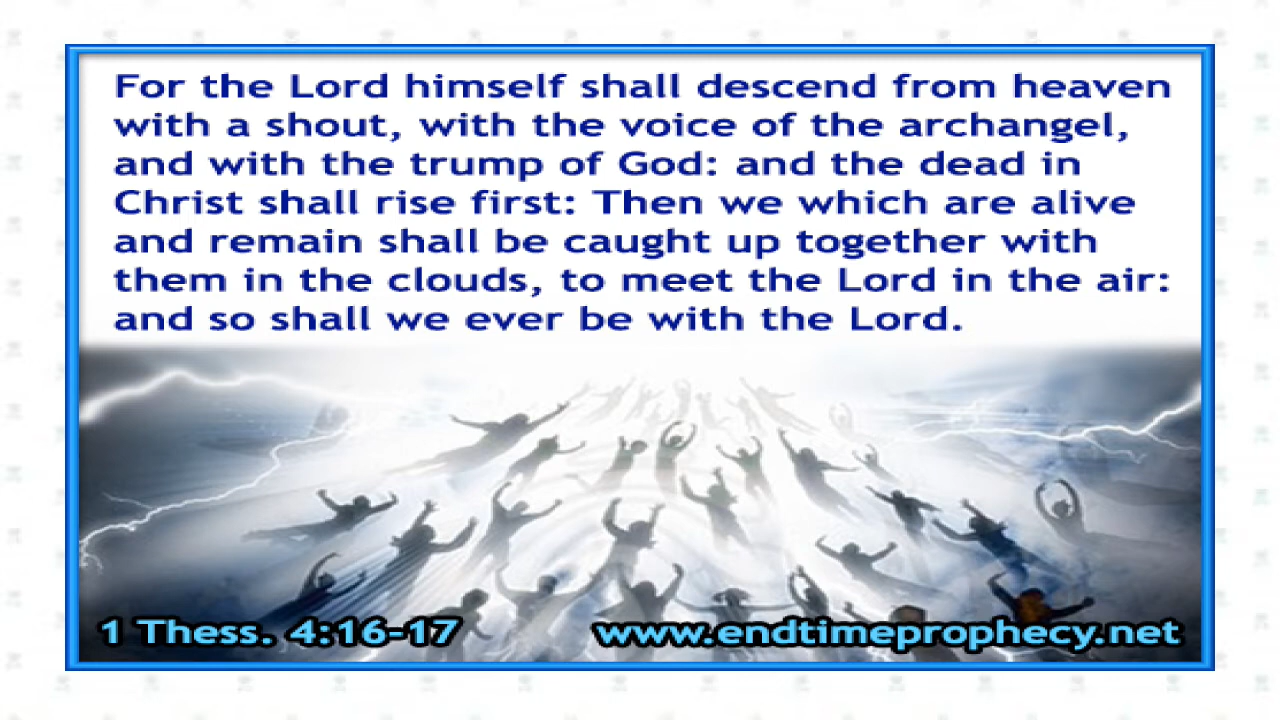 For the Lord himself shall descend from heaven
with a shout, with the voice of the archangel,
and with the trump of God: and the dead in
Christ shall rise first: Then we which are alive
and remain shall be caught up together with
them in the clouds, to meet the Lord in the air:
and so shall we ever be with the Lord.
1 Thess. 4:16-17
www.endtimeprophecy.net